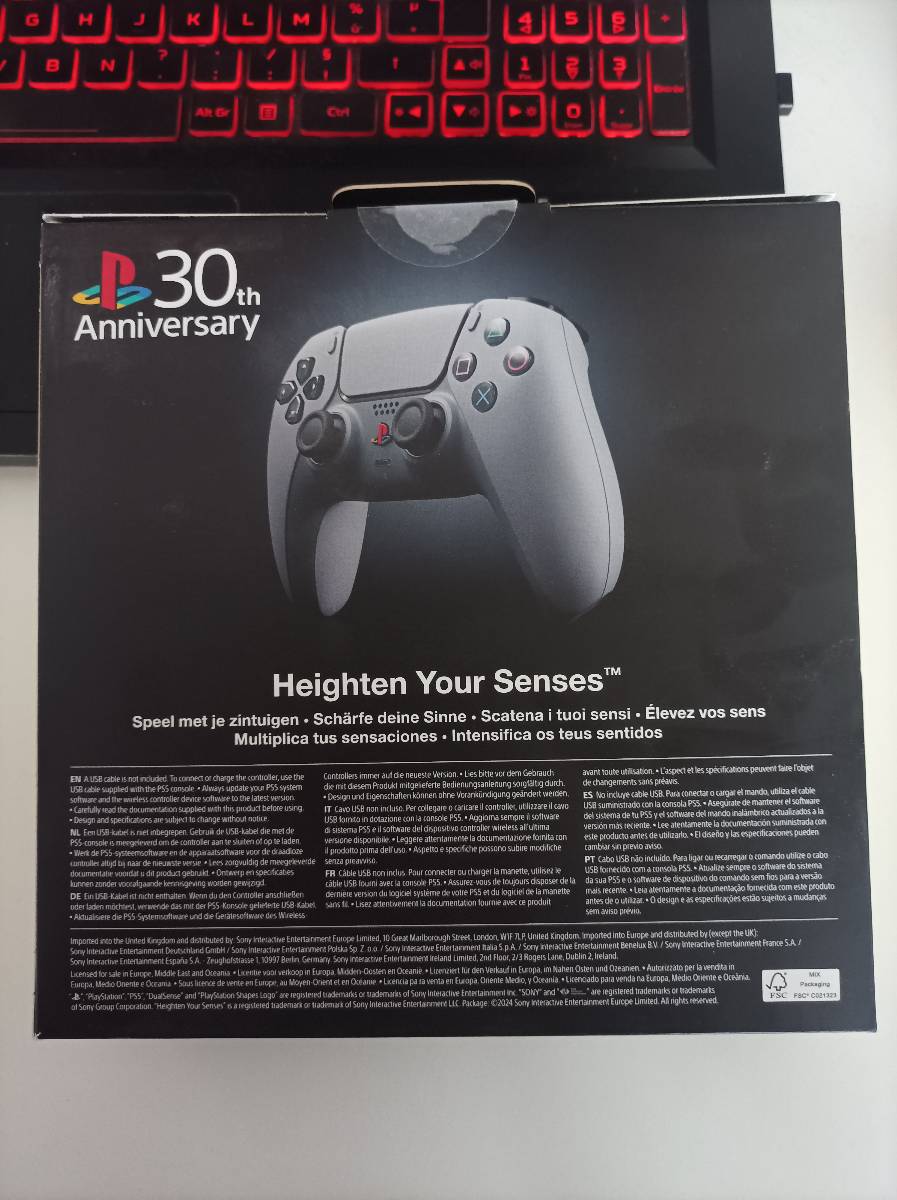 G H J K L M % µ 4 5 6 +
B N ? . / § 1 2 3
Alt Gr Ctrl 0 .
30th
Anniversary
Heighten Your Senses™
Speel met je zintuigen • Schärfe deine Sinne • Scatena i tuoi sensi • Élevez vos sens
Multiplica tus sensaciones • Intensifica os teus sentidos
EN A USB cable is not included. To connect or charge the controller, use the
USB cable supplied with the PS5 console. • Always update your PS5 system
software and the wireless controller device software to the latest version.
• Carefully read the documentation supplied with this product before using.
• Design and specifications are subject to change without notice.
NL Een USB-kabel is niet inbegrepen. Gebruik de USB-kabel die met de
PS5-console is meegeleverd om de controller aan te sluiten of op te laden.
• Werk de PS5-systeemsoftware en de apparaatsoftware voor de draadloze
controller altijd bij naar de nieuwste versie. • Lees zorgvuldig de meegeleverde
documentatie voordat u dit product gebruikt. • Ontwerp en specificaties
kunnen zonder voorafgaande kennisgeving worden gewijzigd.
DE Ein USB-Kabel ist nicht enthalten. Wenn du den Controller anschließen
oder laden möchtest, verwende das mit der PS5-Konsole gelieferte USB-Kabel.
• Aktualisiere die PS5-Systemsoftware und die Gerätesoftware des Wireless
Controllers immer auf die neueste Version. • Lies bitte vor dem Gebrauch
die mit diesem Produkt mitgelieferte Bedienungsanleitung sorgfältig durch.
• Design und Eigenschaften können ohne Vorankündigung geändert werden.
IT Cavo USB non incluso. Per collegare o caricare il controller, utilizzare il cavo
USB fornito in dotazione con la console PS5. • Aggiorna sempre il software
di sistema PS5 e il software del dispositivo controller wireless all'ultima
versione disponibile. • Leggere attentamente la documentazione fornita con
il prodotto prima dell'uso. • Aspetto e specifiche possono subire modifiche
senza preavviso.
FR Câble USB non inclus. Pour connecter ou charger la manette, utilisez le
câble USB fourni avec la console PS5. • Assurez-vous de toujours disposer de la
dernière version du logiciel système de votre PS5 et du logiciel de la manette
sans fil. • Lisez attentivement la documentation fournie avec ce produit
avant toute utilisation. • L'aspect et les spécifications peuvent faire l'objet
de changements sans préavis.
ES No incluye cable USB. Para conectar o cargar el mando, utiliza el cable
USB suministrado con la consola PS5. • Asegúrate de mantener el software
del sistema de tu PS5 y el software del mando inalámbrico actualizados a la
versión más reciente. • Lee atentamente la documentación suministrada con
este producto antes de utilizarlo. • El diseño y las especificaciones pueden
cambiar sin previo aviso.
PT Cabo USB não incluído. Para ligar ou recarregar o comando utilize o cabo
USB fornecido com a consola PS5. • Atualize sempre o software do sistema
da sua PS5 e o software de dispositivo do comando sem fios para a versão
mais recente. • Leia atentamente a documentação fornecida com este produto
antes de o utilizar. • O design e as especificações estão sujeitos a mudanças
sem aviso prévio.
Imported into the United Kingdom and distributed by: Sony Interactive Entertainment Europe Limited, 10 Great Marlborough Street, London, W1F 7LP, United Kingdom. Imported into Europe and distributed by (except the UK):
Sony Interactive Entertainment Deutschland GmbH / Sony Interactive Entertainment Polska Sp. Z. o.o. / Sony Interactive Entertainment Italia S.p.A. / Sony Interactive Entertainment Benelux B.V. / Sony Interactive Entertainment France S.A. /
Sony Interactive Entertainment España S.A. - Zeughofstrasse 1, 10997 Berlin, Germany. Sony Interactive Entertainment Ireland Limited, 2nd Floor, 2/3 Rogers Lane, Dublin 2, Ireland.
Licensed for sale in Europe, Middle East and Oceania. • Licentie voor verkoop in Europa, Midden-Oosten en Oceanië. • Lizenziert für den Verkauf in Europa, im Nahen Osten und Ozeanien. • Autorizzato per la vendita in
Europa, Medio Oriente e Oceania. • Sous licence de vente en Europe, au Moyen-Orient et en Océanie. • Licencia para venta en Europa, Oriente Medio, y Oceanía. • Licenciado para venda na Europa, Médio Oriente e Oceânia.
"PlayStation", "PS5", "DualSense" and "PlayStation Shapes Logo" are registered trademarks or trademarks of Sony Interactive Entertainment Inc. "SONY" and " " are registered trademarks or trademarks
of Sony Group Corporation. "Heighten Your Senses" is a registered trademark or trademark of Sony Interactive Entertainment LLC. Package: ©2024 Sony Interactive Entertainment Europe Limited. All rights reserved.
FSC
MIX
Packaging
FSC® C021323